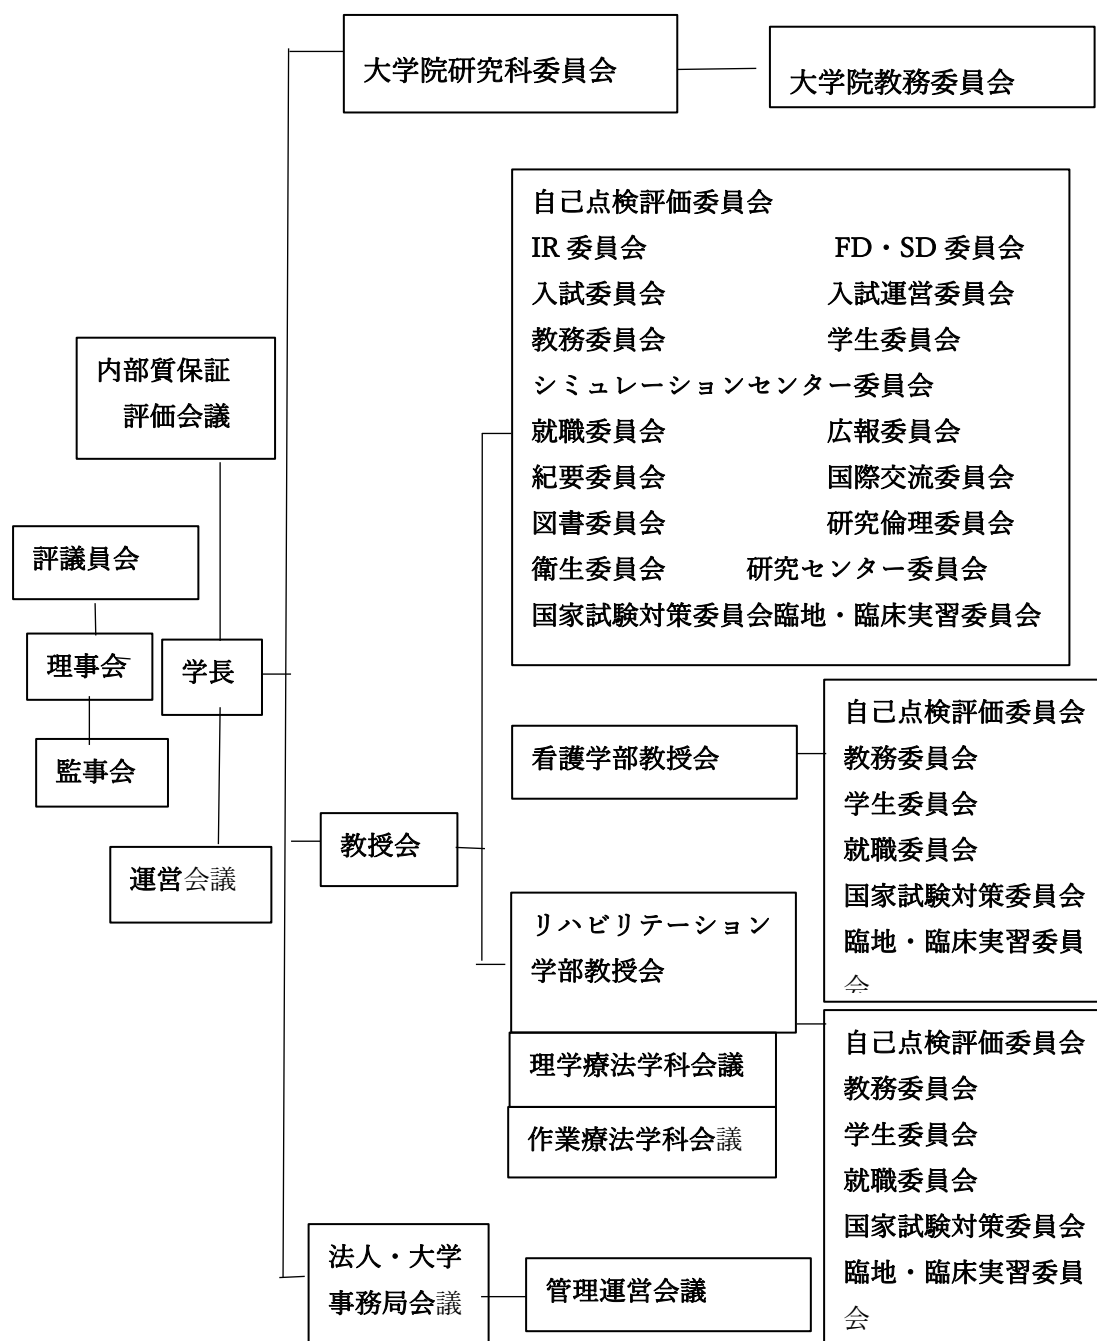 大学院研究科委員会
大学院教務委員会
自己点検評価委員会
IR 委員会 FD・SD 委員会
入試委員会 入試運営委員会
教務委員会 学生委員会
シミュレーションセンター委員会
就職委員会 広報委員会
紀要委員会 国際交流委員会
図書委員会 研究倫理委員会
衛生委員会 研究センター委員会
国家試験対策委員会臨地・臨床実習委員会
内部質保証
評価会議
評議員会
理事会
監事会
学長
運営会議
教授会
看護学部教授会
自己点検評価委員会
教務委員会
学生委員会
就職委員会
国家試験対策委員会
臨地・臨床実習委員
会
リハビリテーション
学部教授会
理学療法学科会議
作業療法学科会議
自己点検評価委員会
教務委員会
学生委員会
就職委員会
国家試験対策委員会
臨地・臨床実習委員
会
法人・大学
事務局会議
管理運営会議